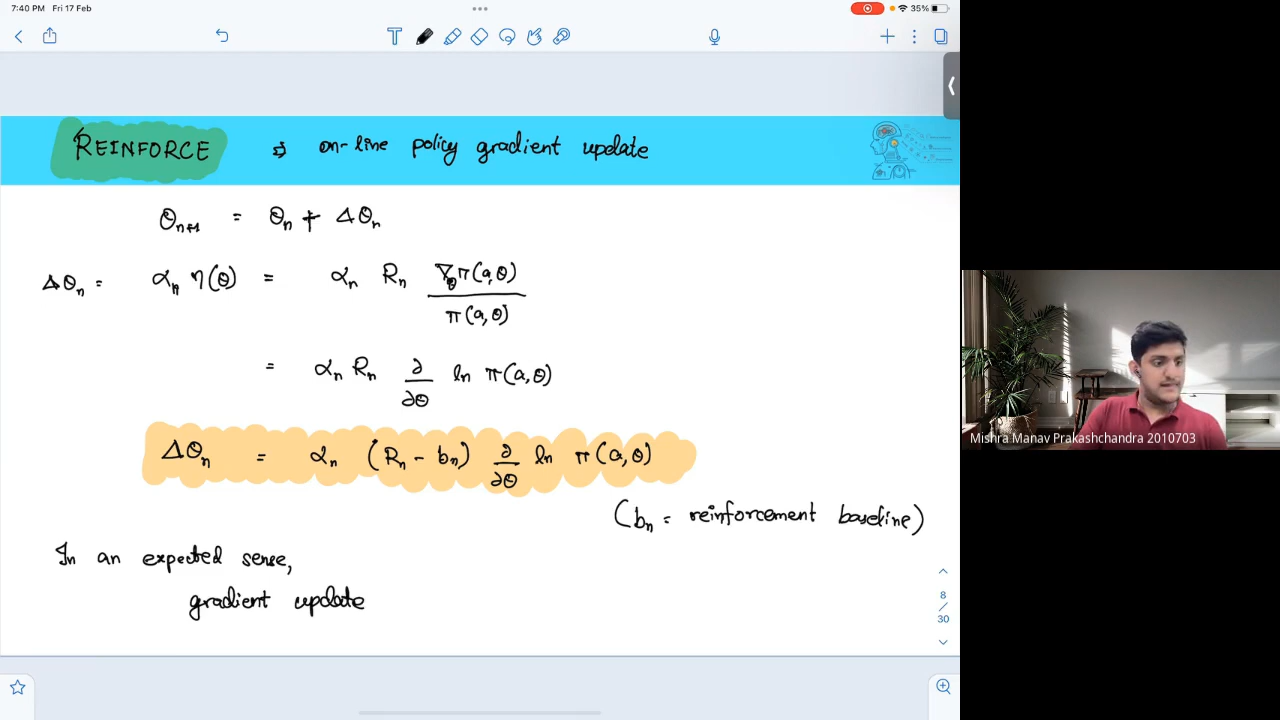 7:40 PM Fri 17 Feb
35%
REINFORCE ⇒ on-line policy gradient update
θn+1 = θn + Δθn
Δθn = αn η(θ) = αn Rn ∇θ π(a,θ) / π(a,θ)
= αn Rn ∂/∂θ ln π(a,θ)
Δθn = αn (Rn - bn) ∂/∂θ ln π(a,θ)
(bn = reinforcement baseline)
In an expected sense,
gradient update
8
/
30
Mishra Manav Prakashchandra 2010703